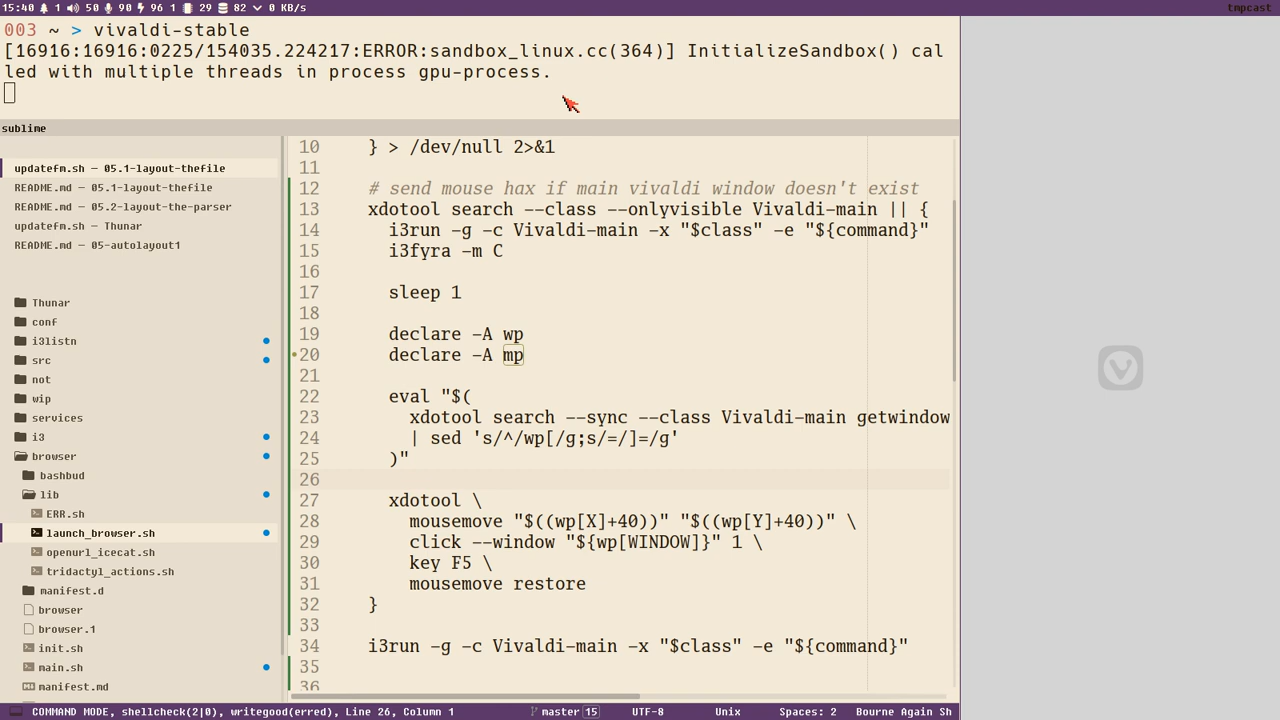 15:40 1 50 90 96 1 29 82 0 KB/s tmpcast
003 ~ > vivaldi-stable
[16916:16916:0225/154035.224217:ERROR:sandbox_linux.cc(364)] InitializeSandbox() cal
led with multiple threads in process gpu-process.
sublime
updatefm.sh — 05.1-layout-thefile
README.md — 05.1-layout-thefile
README.md — 05.2-layout-the-parser
updatefm.sh — Thunar
README.md — 05-autolayout1
Thunar
conf
i3listn
src
not
wip
services
i3
browser
bashbud
lib
ERR.sh
launch_browser.sh
openurl_icecat.sh
tridactyl_actions.sh
manifest.d
browser
browser.1
init.sh
main.sh
manifest.md
10 } > /dev/null 2>&1
11
12 # send mouse hax if main vivaldi window doesn't exist
13 xdotool search --class --onlyvisible Vivaldi-main || {
14 i3run -g -c Vivaldi-main -x "$class" -e "${command}"
15 i3fyra -m C
16
17 sleep 1
18
19 declare -A wp
20 declare -A mp
21
22 eval "$(
23 xdotool search --sync --class Vivaldi-main getwindow
24 | sed 's/^/wp[/g;s/=/]=/g'
25 )"
26
27 xdotool \
28 mousemove "$((wp[X]+40))" "$((wp[Y]+40))" \
29 click --window "${wp[WINDOW]}" 1 \
30 key F5 \
31 mousemove restore
32 }
33
34 i3run -g -c Vivaldi-main -x "$class" -e "${command}"
35
36
COMMAND MODE, shellcheck(2|0), writegood(erred), Line 26, Column 1 master 15 UTF-8 Unix Spaces: 2 Bourne Again Sh